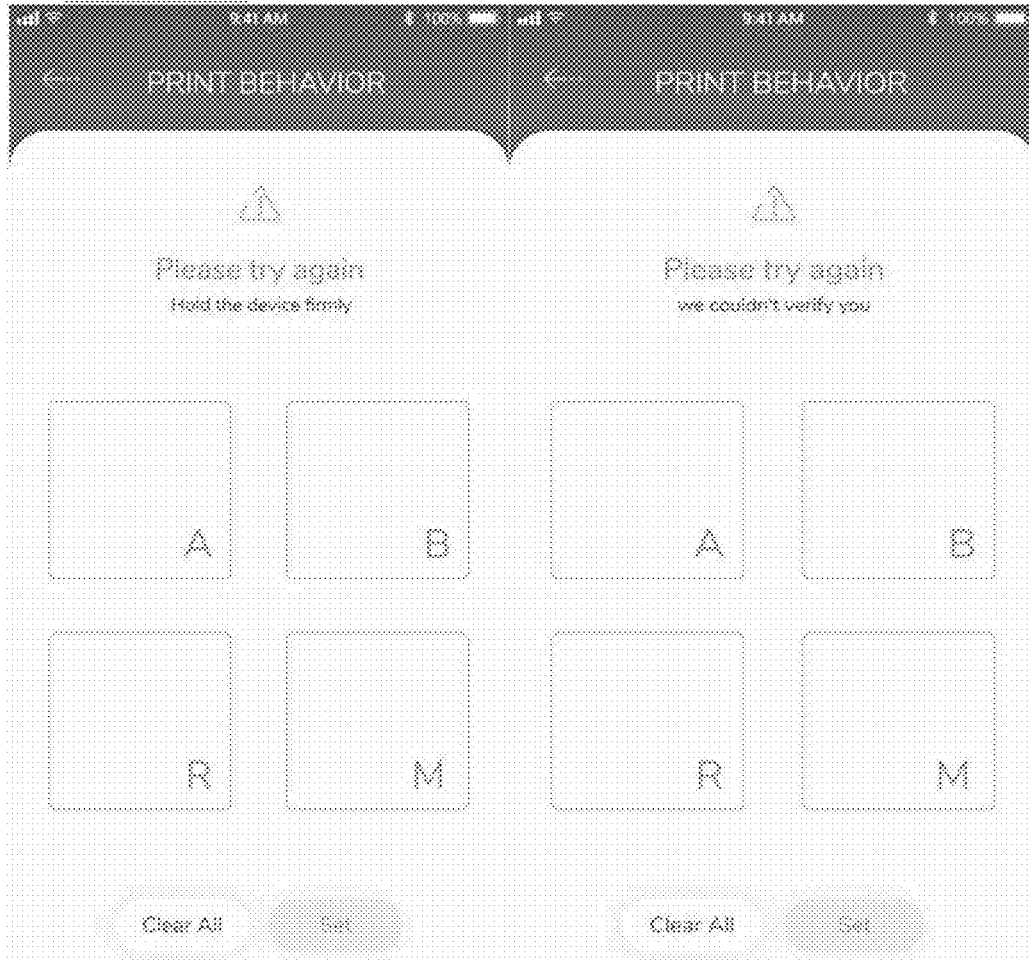 9:41 AM 100%
PRINT BEHAVIOR
Please try again
Hold the device firmly
A B
R M
Clear All Set
9:41 AM 100%
PRINT BEHAVIOR
Please try again
we couldn't verify you
A B
R M
Clear All Set